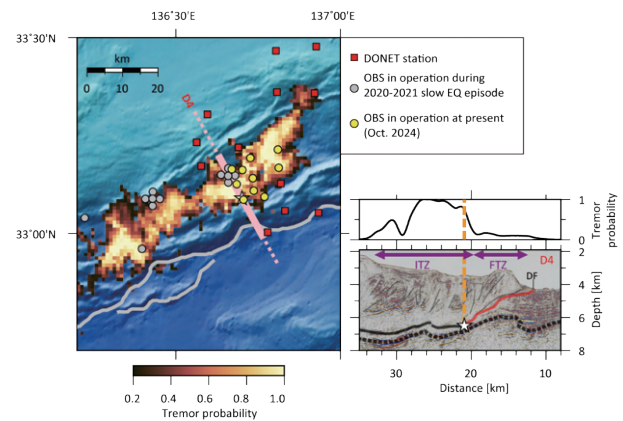 136˚30'E
137˚00'E
33˚30'N
33˚00'N
km
0 10 20
D4
DONET station
OBS in operation during
2020-2021 slow EQ episode
OBS in operation at present
(Oct. 2024)
1
0
Tremor
probability
ITZ
FTZ
D4
DF
2
4
6
8
Depth [km]
30 20 10
Distance [km]
0.2 0.4 0.6 0.8 1.0
Tremor probability